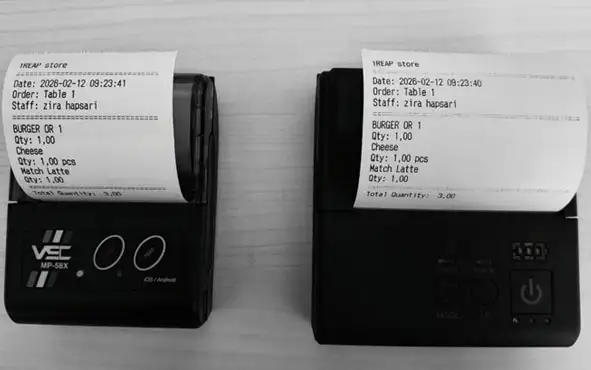 1REAP store
Date: 2026-02-12 09:23:41
Order: Table 1
Staff: zira hapsari
BURGER OR 1
Qty: 1,00
Cheese
Qty: 1,00 pcs
Match Latte
Qty: 1,00
Total Quantity: 3,00
VSC
MP-58X
iOS / Android
1REAP store
Date: 2026-02-12 09:23:40
Order: Table 1
Staff: zira hapsari
BURGER OR 1
Qty: 1,00
Cheese
Qty: 1,00 pcs
Match Latte
Qty: 1,00
Total Quantity: 3,00